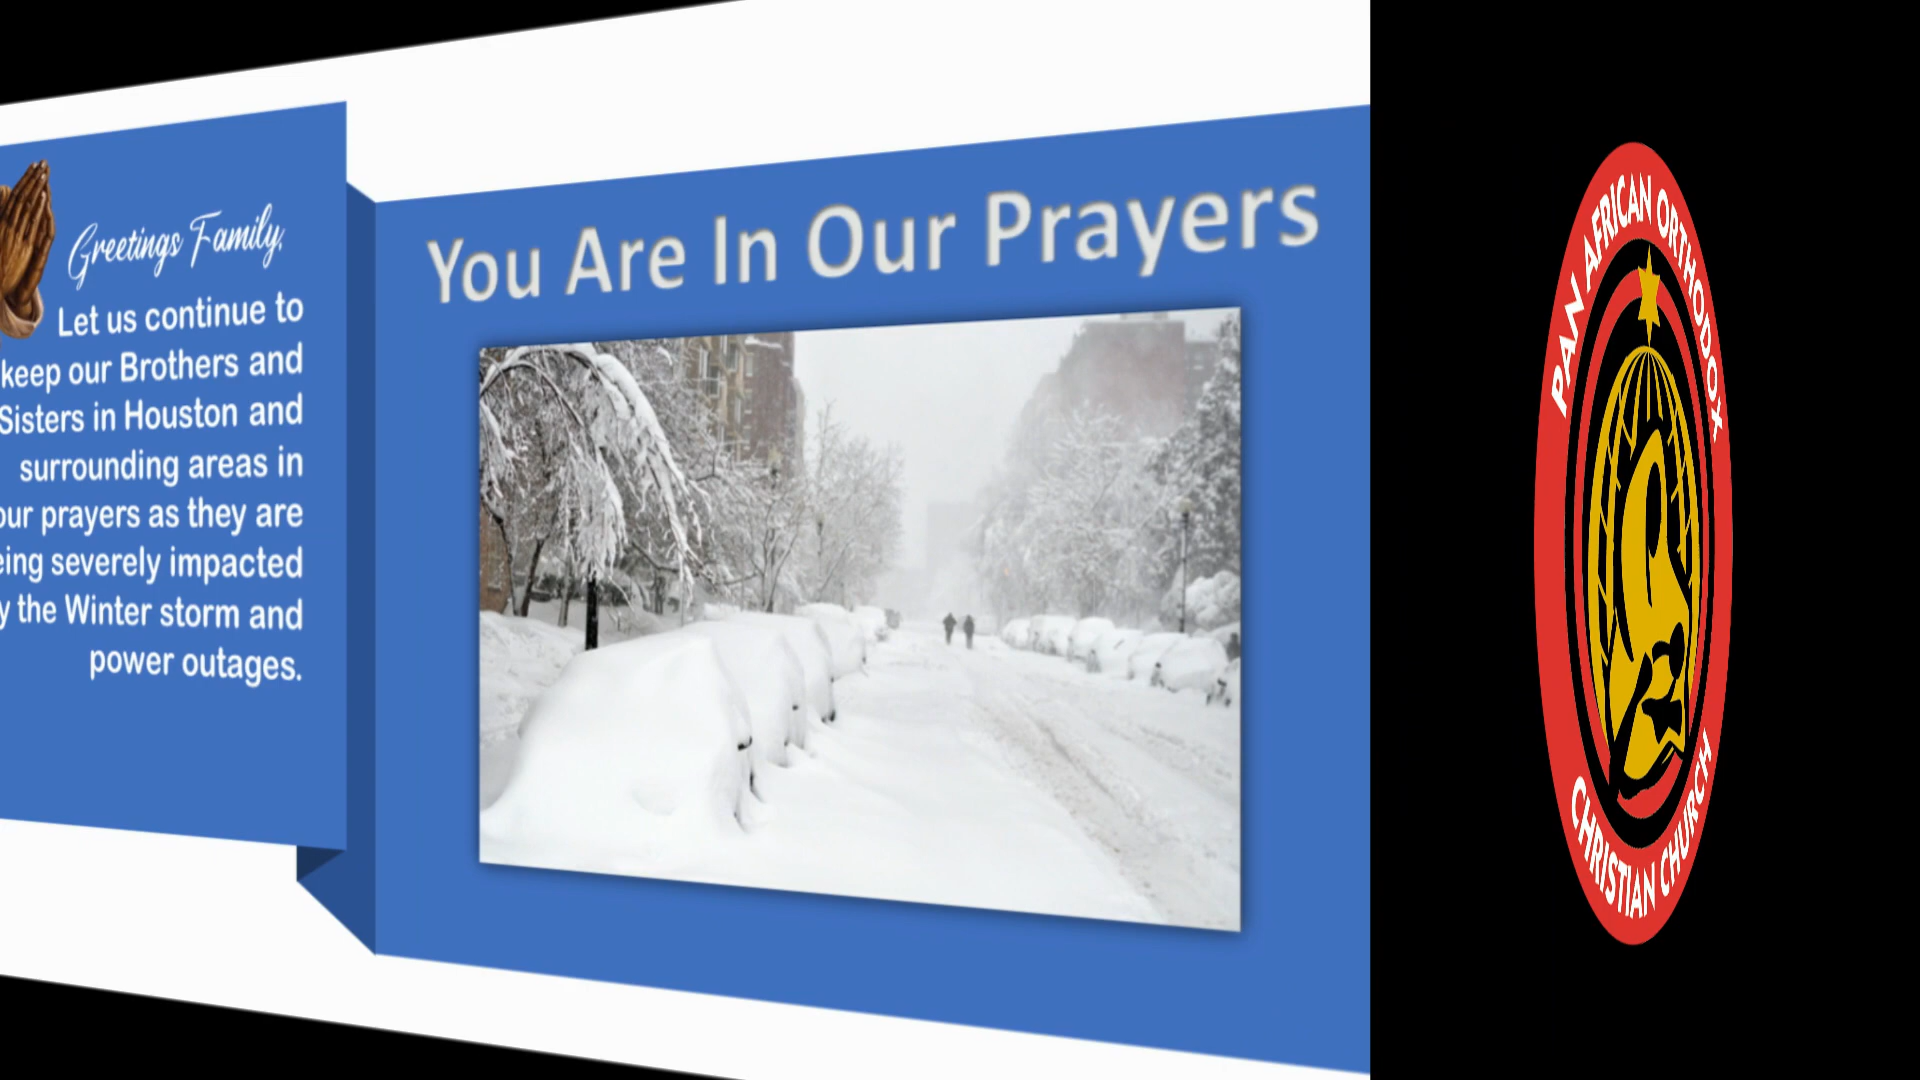 Greetings Family,
Let us continue to
keep our Brothers and
Sisters in Houston and
surrounding areas in
our prayers as they are
severely impacted
the Winter storm and
power outages.
You Are In Our Prayers
PAN AFRICAN ORTHODOX
CHRISTIAN CHURCH